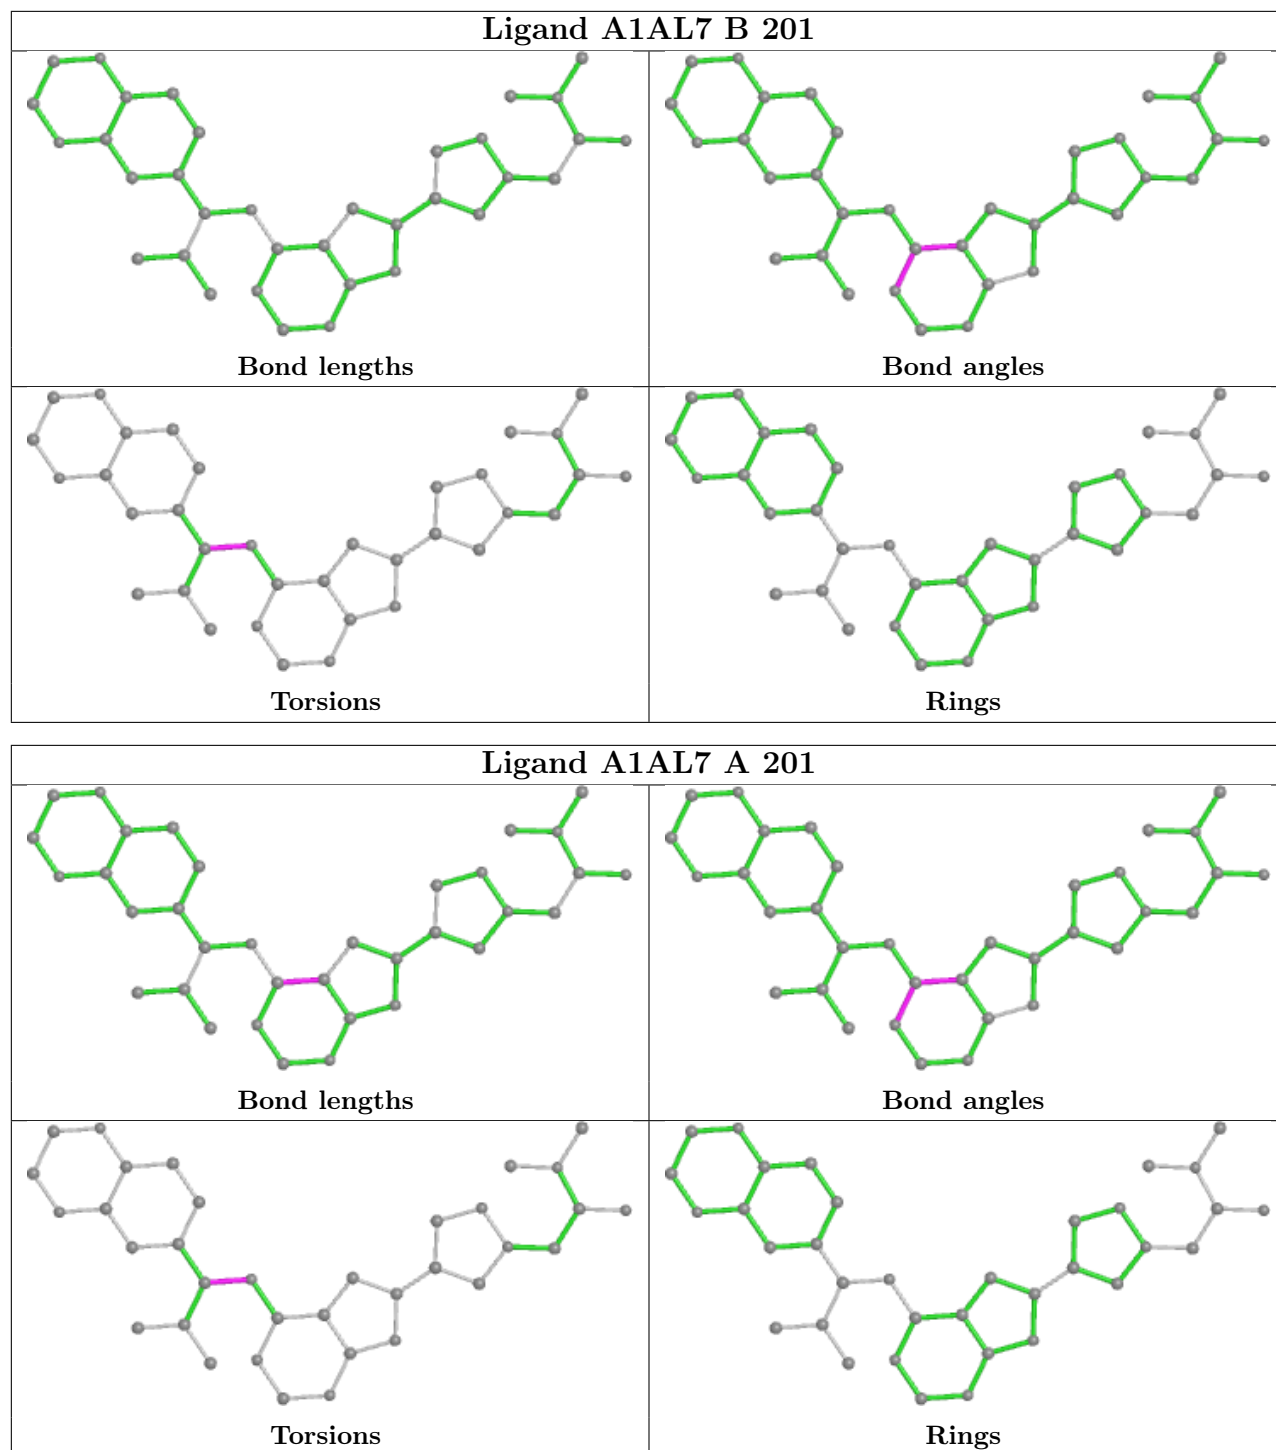 Ligand A1AL7 B 201
Bond lengths
Bond angles
Torsions
Rings
Ligand A1AL7 A 201
Bond lengths
Bond angles
Torsions
Rings